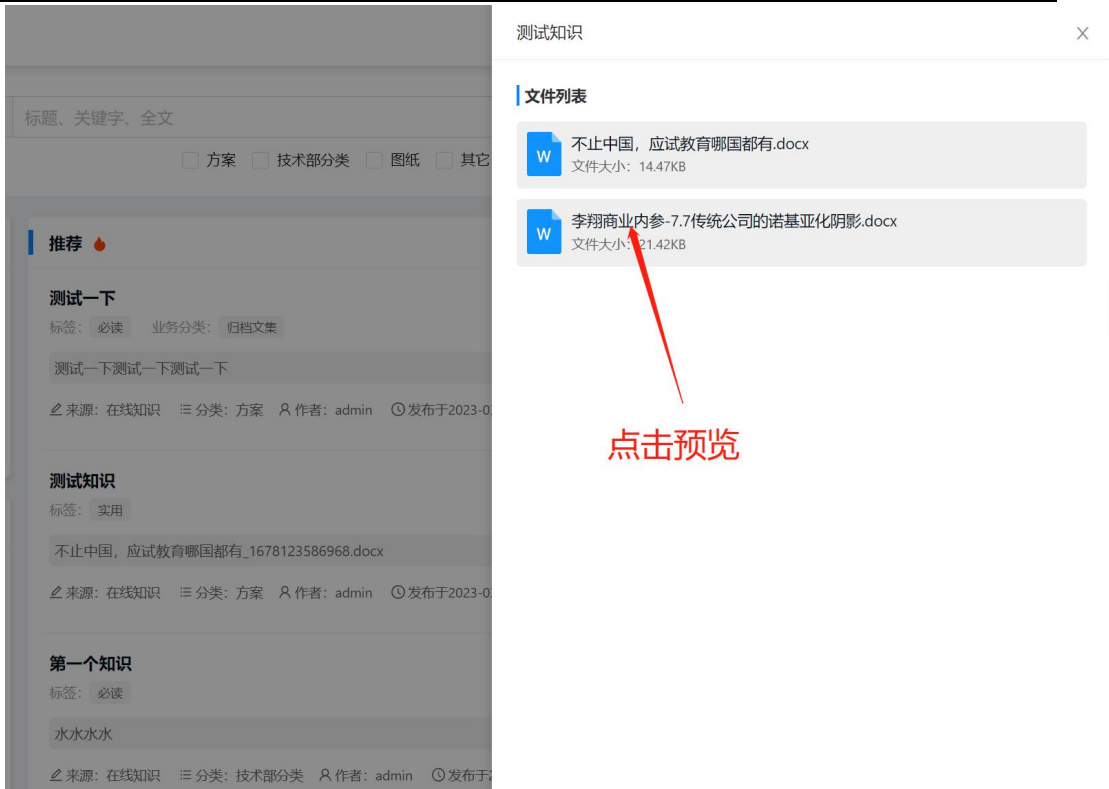 标题、关键字、全文
方案 技术部分类 图纸 其它
推荐
测试一下
标签： 必读 业务分类： 归档文集
测试一下测试一下测试一下
来源：在线知识 分类：方案 作者：admin 发布于2023-0
测试知识
标签： 实用
不止中国，应试教育哪国都有_1678123586968.docx
来源：在线知识 分类：方案 作者：admin 发布于2023-0
第一个知识
标签： 必读
水水水水
来源：在线知识 分类：技术部分类 作者：admin 发布于
测试知识
文件列表
W
不止中国，应试教育哪国都有.docx
文件大小：14.47KB
W
李翔商业内参-7.7传统公司的诺基亚化阴影.docx
文件大小：21.42KB
点击预览